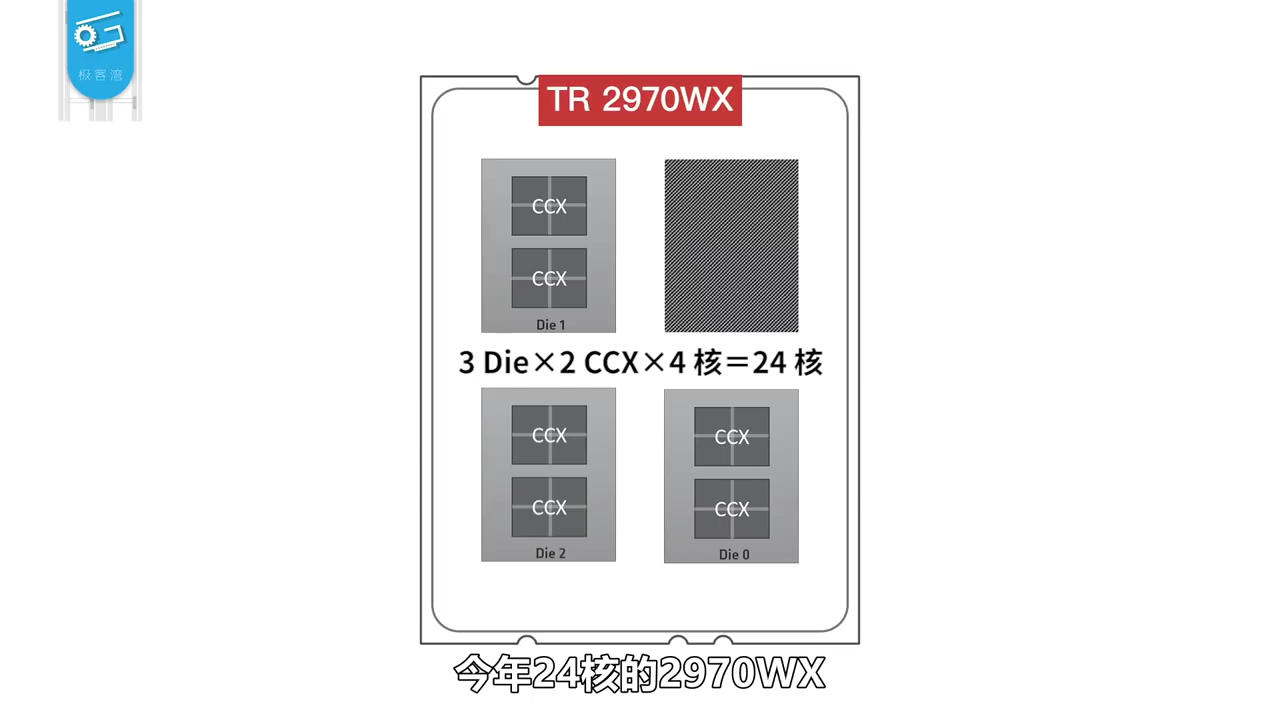 极客湾
TR 2970WX
CCX
CCX
Die 1
3 Die×2 CCX×4 核=24 核
CCX
CCX
CCX
CCX
Die 2
Die 0
今年24核的2970WX